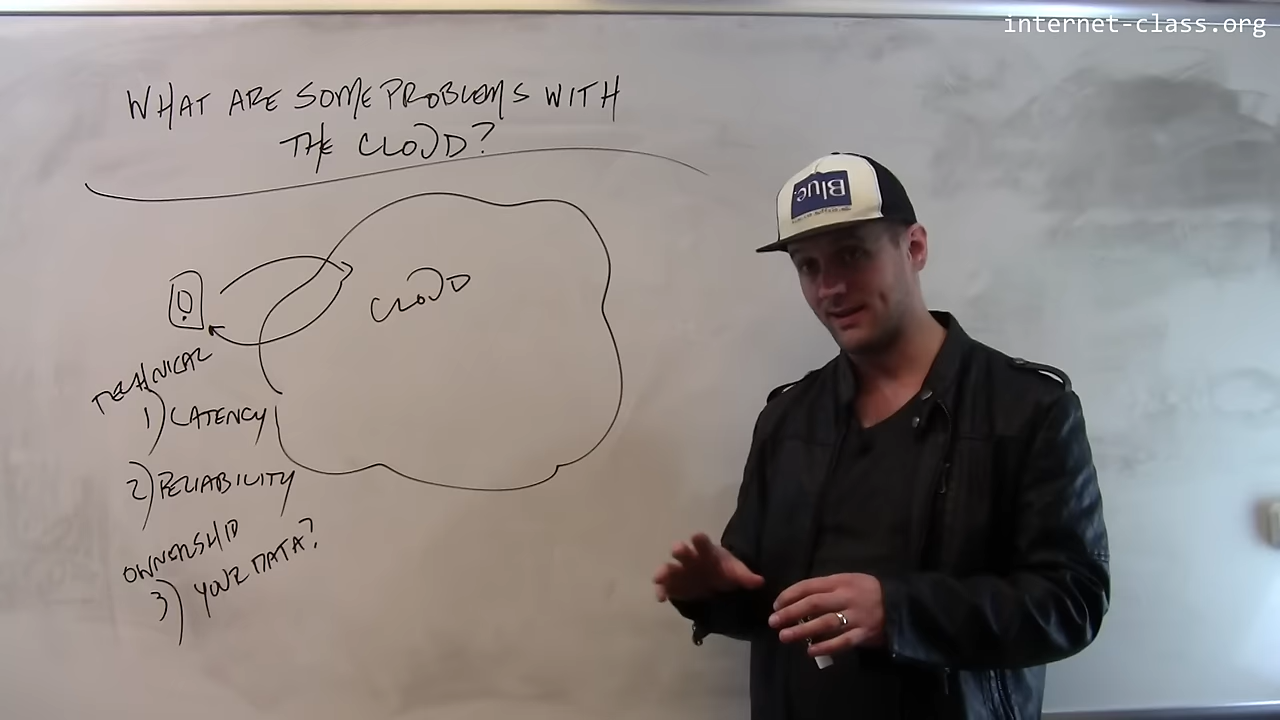 internet-class.org
WHAT ARE SOME PROBLEMS WITH
THE CLOUD?
Blue.
CLOUD
TECHNICAL
1) LATENCY
2) RELIABILITY
OWNERSHIP
3) YOUR DATA?